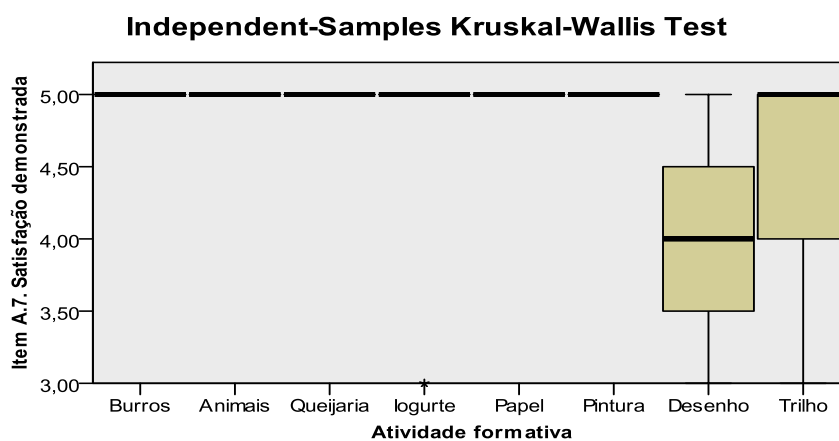 Independent-Samples Kruskal-Wallis Test
Item A.7. Satisfação demonstrada
5,00
4,50
4,00
3,50
3,00
Burros Animais Queijaria Iogurte Papel Pintura Desenho Trilho
Atividade formativa